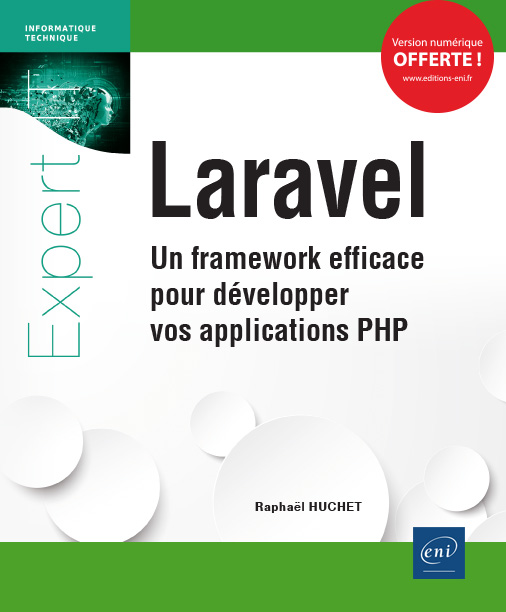 INFORMATIQUE
TECHNIQUE
Version numérique
OFFERTE !
www.editions-eni.fr
Expert IT
Laravel
Un framework efficace
pour développer
vos applications PHP
Raphaël HUCHET
eni